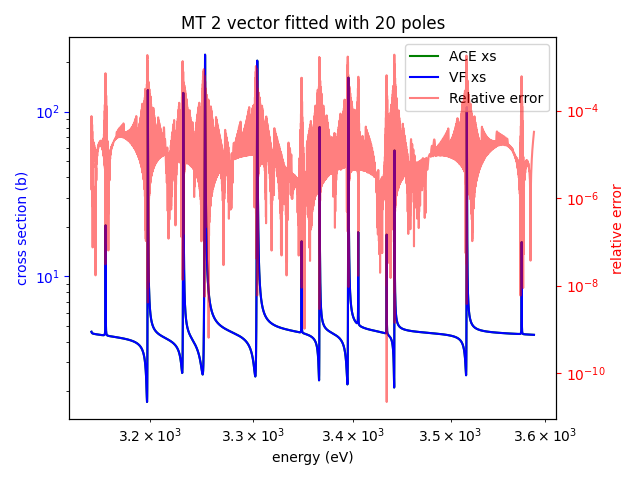 MT 2 vector fitted with 20 poles
ACE xs
VF xs
Relative error
cross section (b)
10²
10¹
10⁻⁴
10⁻⁶
10⁻⁸
10⁻¹⁰
relative error
3.2 × 10³ 3.3 × 10³ 3.4 × 10³ 3.5 × 10³ 3.6 × 10³
energy (eV)